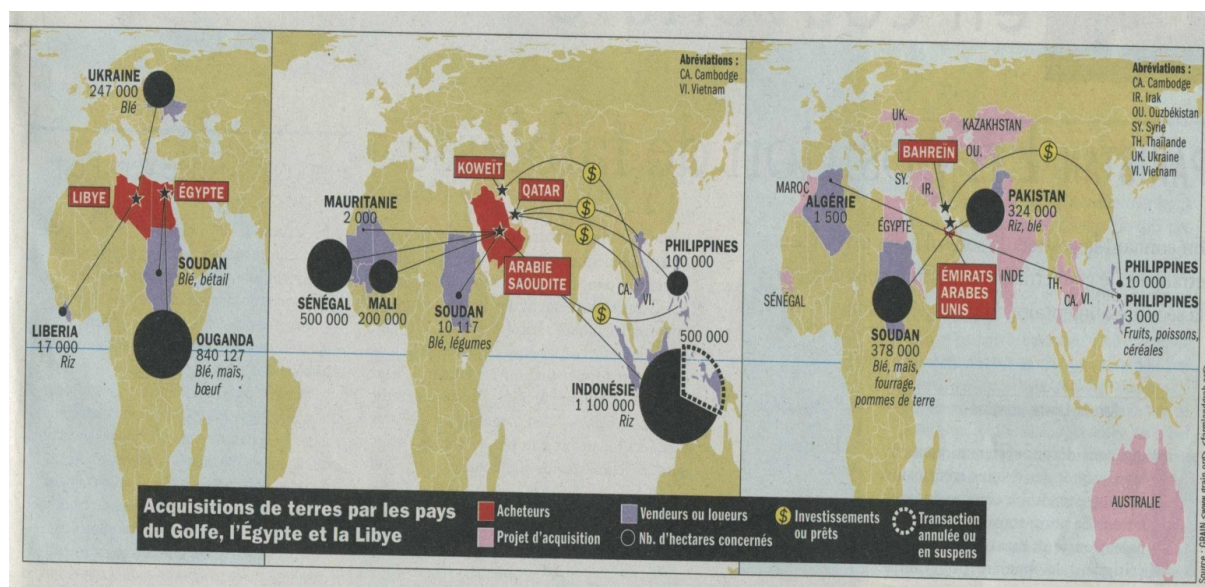 UKRAINE
247 000
Blé
LIBYE
ÉGYPTE
SOUDAN
Blé, bétail
LIBERIA
17 000
Riz
OUGANDA
840 127
Blé, maïs,
bœuf
Abréviations :
CA. Cambodge
VI. Vietnam
KOWEÏT
QATAR
MAURITANIE
2 000
ARABIE
SAOUDITE
SÉNÉGAL
500 000
MALI
200 000
SOUDAN
10 117
Blé, légumes
CA.
VI.
PHILIPPINES
100 000
$
$
$
$
500 000
INDONÉSIE
1 100 000
Riz
Abréviations :
CA. Cambodge
IR. Irak
OU. Ouzbékistan
SY. Syrie
TH. Thaïlande
UK. Ukraine
VI. Vietnam
UK.
KAZAKHSTAN
BAHREÏN
OU.
$
MAROC
SY.
IR.
ALGÉRIE
1 500
PAKISTAN
324 000
Riz, blé
ÉGYPTE
ÉMIRATS
ARABES
UNIS
INDE
TH.
CA.
VI.
SÉNÉGAL
SOUDAN
378 000
Blé, maïs,
fourrage,
pommes de terre
PHILIPPINES
10 000
PHILIPPINES
3 000
Fruits, poissons,
céréales
AUSTRALIE
Acquisitions de terres par les pays
du Golfe, l'Égypte et la Libye
Acheteurs
Projet d'acquisition
Vendeurs ou loueurs
Nb. d'hectares concernés
$ Investissements
ou prêts
Transaction
annulée ou
en suspens
Source : GRAIN